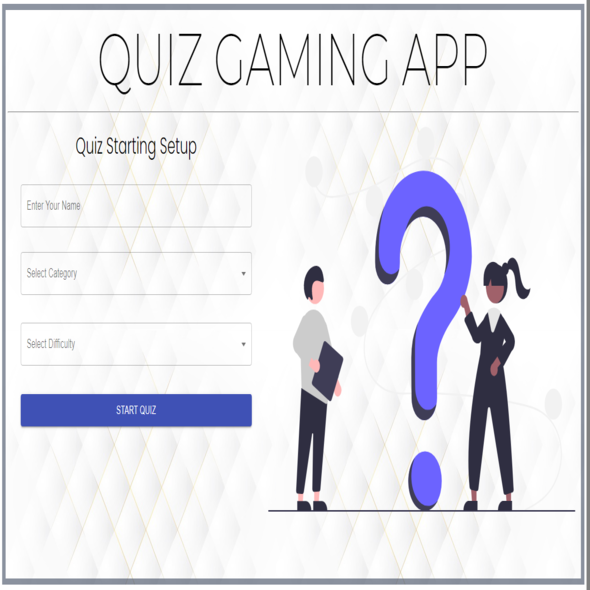 QUIZ GAMING APP
Quiz Starting Setup
Enter Your Name
Select Category
Select Difficulty
START QUIZ